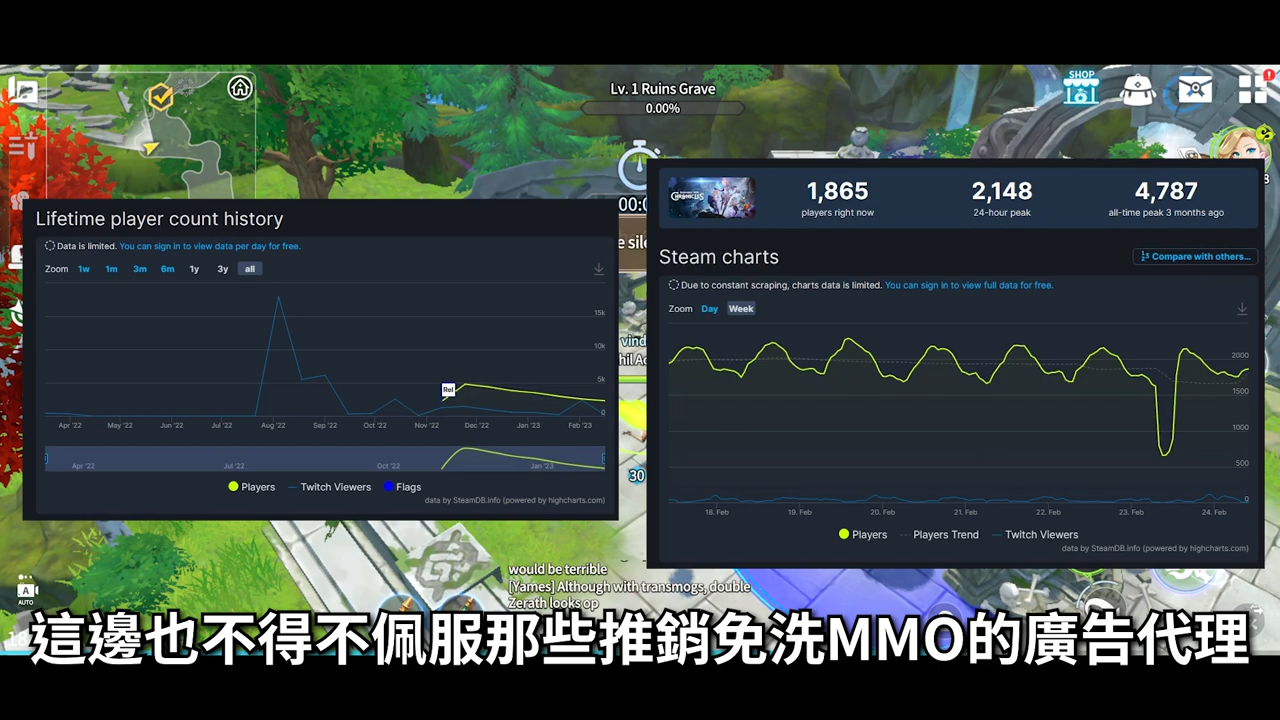 Lv. 1 Ruins Grave
0.00%
SHOP
00:0
e sile
Lifetime player count history
Data is limited. You can sign in to view data per day for free.
Zoom 1w 1m 3m 6m 1y 3y all
15k
10k
5k
0
Rel
Apr '22 May '22 Jun '22 Jul '22 Aug '22 Sep '22 Oct '22 Nov '22 Dec '22 Jan '23 Feb '23
Apr '22 Jul '22 Oct '22 Jan '23
Players Twitch Viewers Flags
data by SteamDB.info (powered by highcharts.com)
CHRONICLES
1,865 2,148 4,787
players right now 24-hour peak all-time peak 3 months ago
Steam charts
Compare with others...
Due to constant scraping, charts data is limited. You can sign in to view full data for free.
Zoom Day Week
2000
1500
1000
500
0
18. Feb 19. Feb 20. Feb 21. Feb 22. Feb 23. Feb 24. Feb
Players Players Trend Twitch Viewers
data by SteamDB.info (powered by highcharts.com)
vind
30
would be terrible
[Yames] Although with transmogs, double
Zerath looks op
A
AUTO
這邊也不得不佩服那些推銷免洗MMO的廣告代理